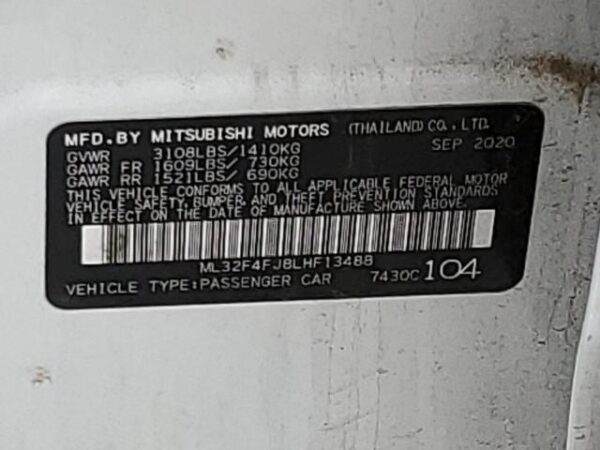 MFD.BY MITSUBISHI MOTORS (THAILAND) CO., LTD.
GVWR 3108LBS/1410KG SEP 2020
GAWR FR 1609LBS/ 730KG
GAWR RR 1521LBS/ 690KG
THIS VEHICLE CONFORMS TO ALL APPLICABLE FEDERAL MOTOR
VEHICLE SAFETY, BUMPER, AND THEFT PREVENTION STANDARDS
IN EFFECT ON THE DATE OF MANUFACTURE SHOWN ABOVE.
ML32F4FJ8LHF13488
VEHICLE TYPE:PASSENGER CAR 7430C 104